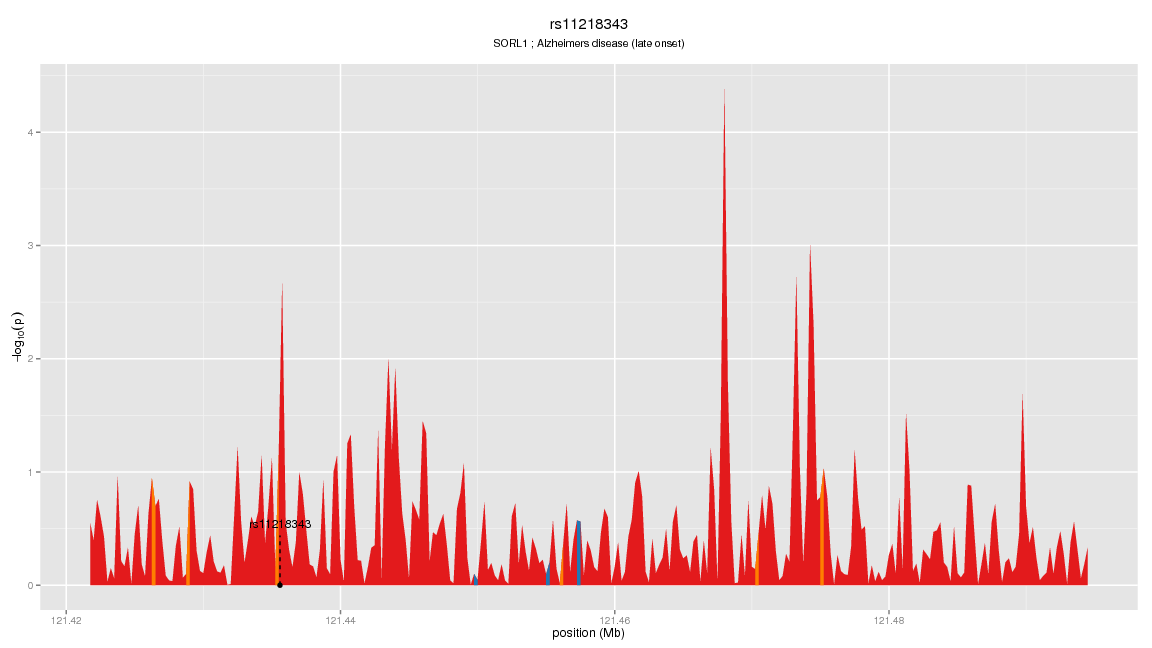 rs11218343
SORL1 ; Alzheimers disease (late onset)
−log10(p)
4
3
2
1
0
rs11218343
121.42
121.44
121.46
121.48
position (Mb)